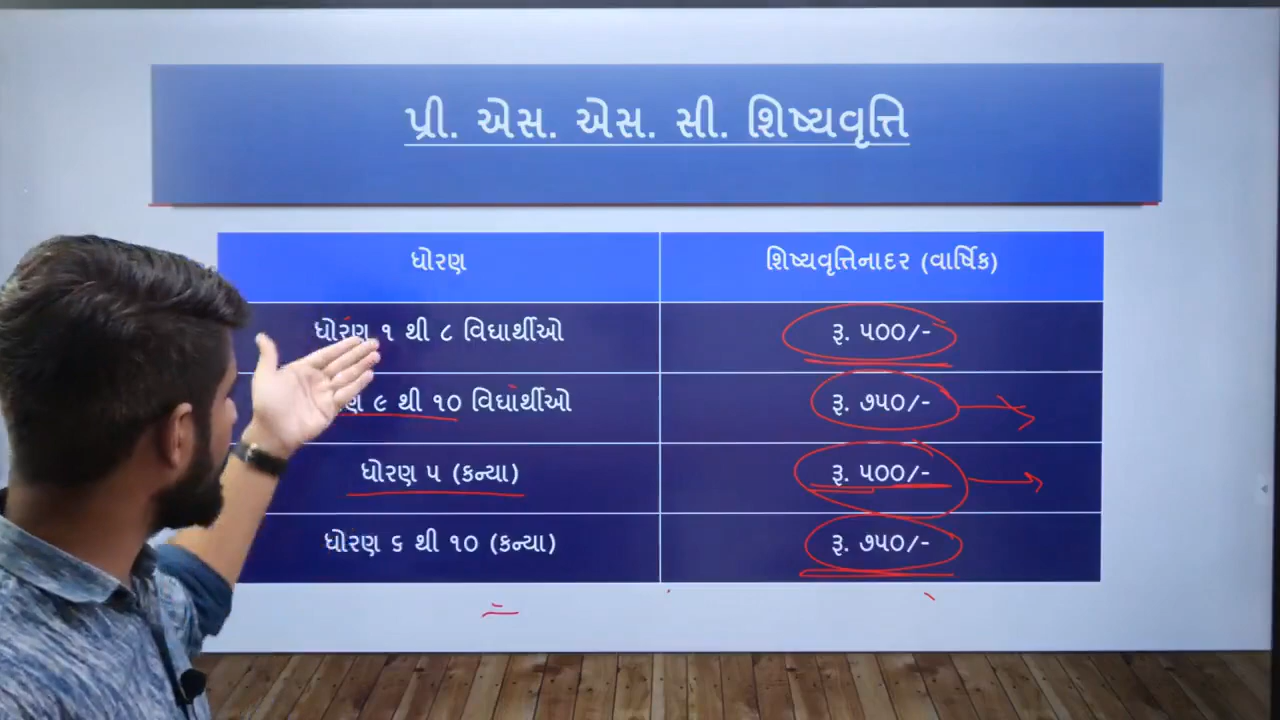 પ્રી. એસ. એસ. સી. શિષ્યવૃત્તિ
ધોરણ શિષ્યવૃત્તિનાદર (વાર્ષિક)
ધોરણ ૧ થી ૮ વિદ્યાર્થીઓ રૂ. ૫૦૦/-
૯ થી ૧૦ વિદ્યાર્થીઓ રૂ. ૭૫૦/-
ધોરણ ૫ (કન્યા) રૂ. ૫૦૦/-
ધોરણ ૬ થી ૧૦ (કન્યા) રૂ. ૭૫૦/-